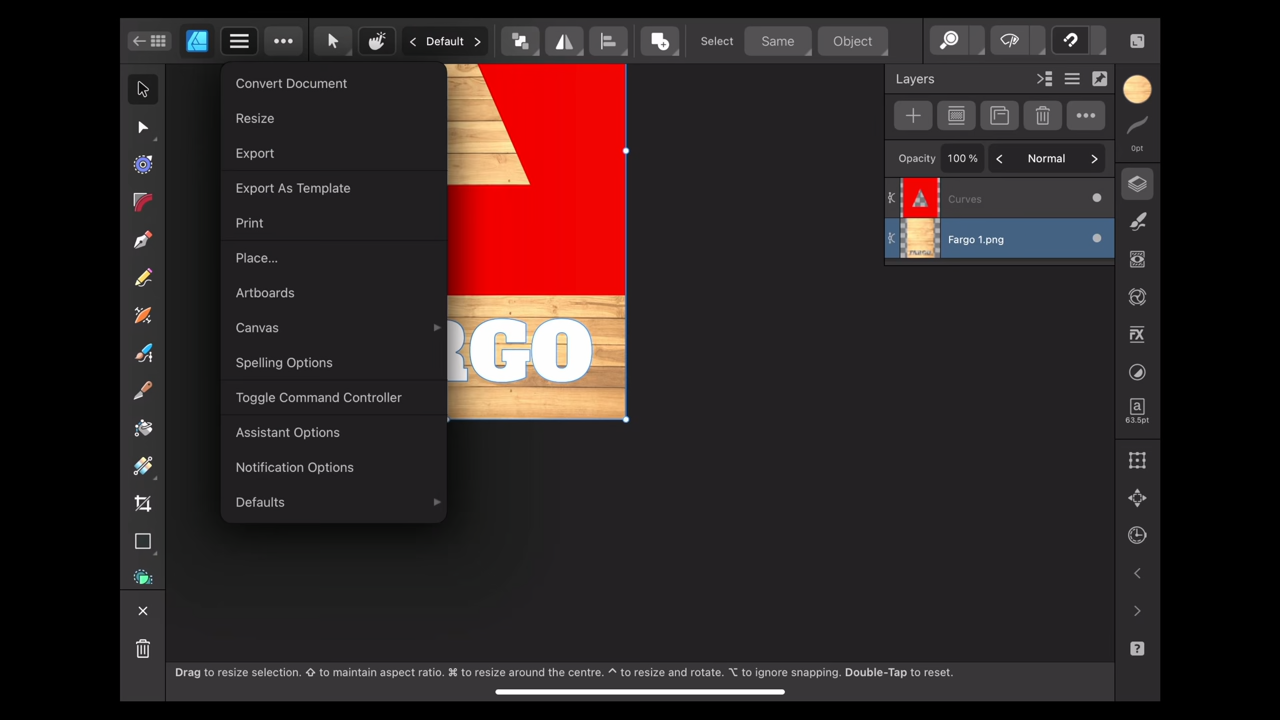 Default
Select
Same
Object
Convert Document
Resize
Export
Export As Template
Print
Place...
Artboards
Canvas
Spelling Options
Toggle Command Controller
Assistant Options
Notification Options
Defaults
RGO
Layers
Opacity 100 % Normal
Curves
Fargo 1.png
0pt
FX
a
63.5pt
?
Drag to resize selection. ⇧ to maintain aspect ratio. ⌘ to resize around the centre. ^ to resize and rotate. ⌥ to ignore snapping. Double-Tap to reset.